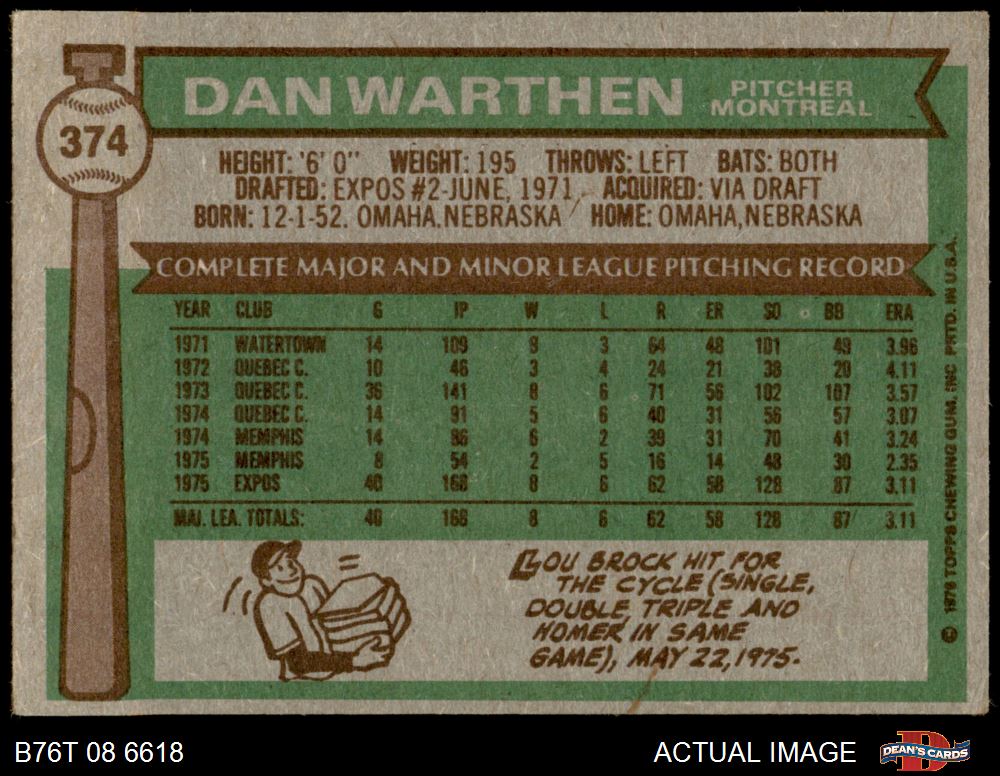 374
DAN WARTHEN
PITCHER
MONTREAL
HEIGHT: '6' 0" WEIGHT: 195 THROWS: LEFT BATS: BOTH
DRAFTED: EXPOS #2-JUNE, 1971 ACQUIRED: VIA DRAFT
BORN: 12-1-52. OMAHA, NEBRASKA HOME: OMAHA, NEBRASKA
COMPLETE MAJOR AND MINOR LEAGUE PITCHING RECORD
YEAR CLUB G IP W L R ER SO BB ERA
1971 WATERTOWN 14 109 3 64 48 101 49 3.96
1972 QUEBEC C. 10 46 3 4 24 21 38 20 4.11
1973 QUEBEC C. 36 141 8 6 71 56 102 107 3.57
1974 QUEBEC C. 14 91 5 6 40 31 56 57 3.07
1974 MEMPHIS 14 86 6 2 39 31 70 41 3.24
1975 MEMPHIS 8 54 2 5 16 14 48 30 2.35
1975 EXPOS 40 168 8 6 62 58 128 87 3.11
MAJ. LEA. TOTALS: 40 168 8 6 62 58 128 87 3.11
LOU BROCK HIT FOR
THE CYCLE (SINGLE,
DOUBLE, TRIPLE AND
HOMER IN SAME
GAME), MAY 22, 1975.
© 1976 TOPPS CHEWING GUM, INC PRTD. IN U.S.A.
B76T 08 6618
ACTUAL IMAGE
DEAN'S CARDS